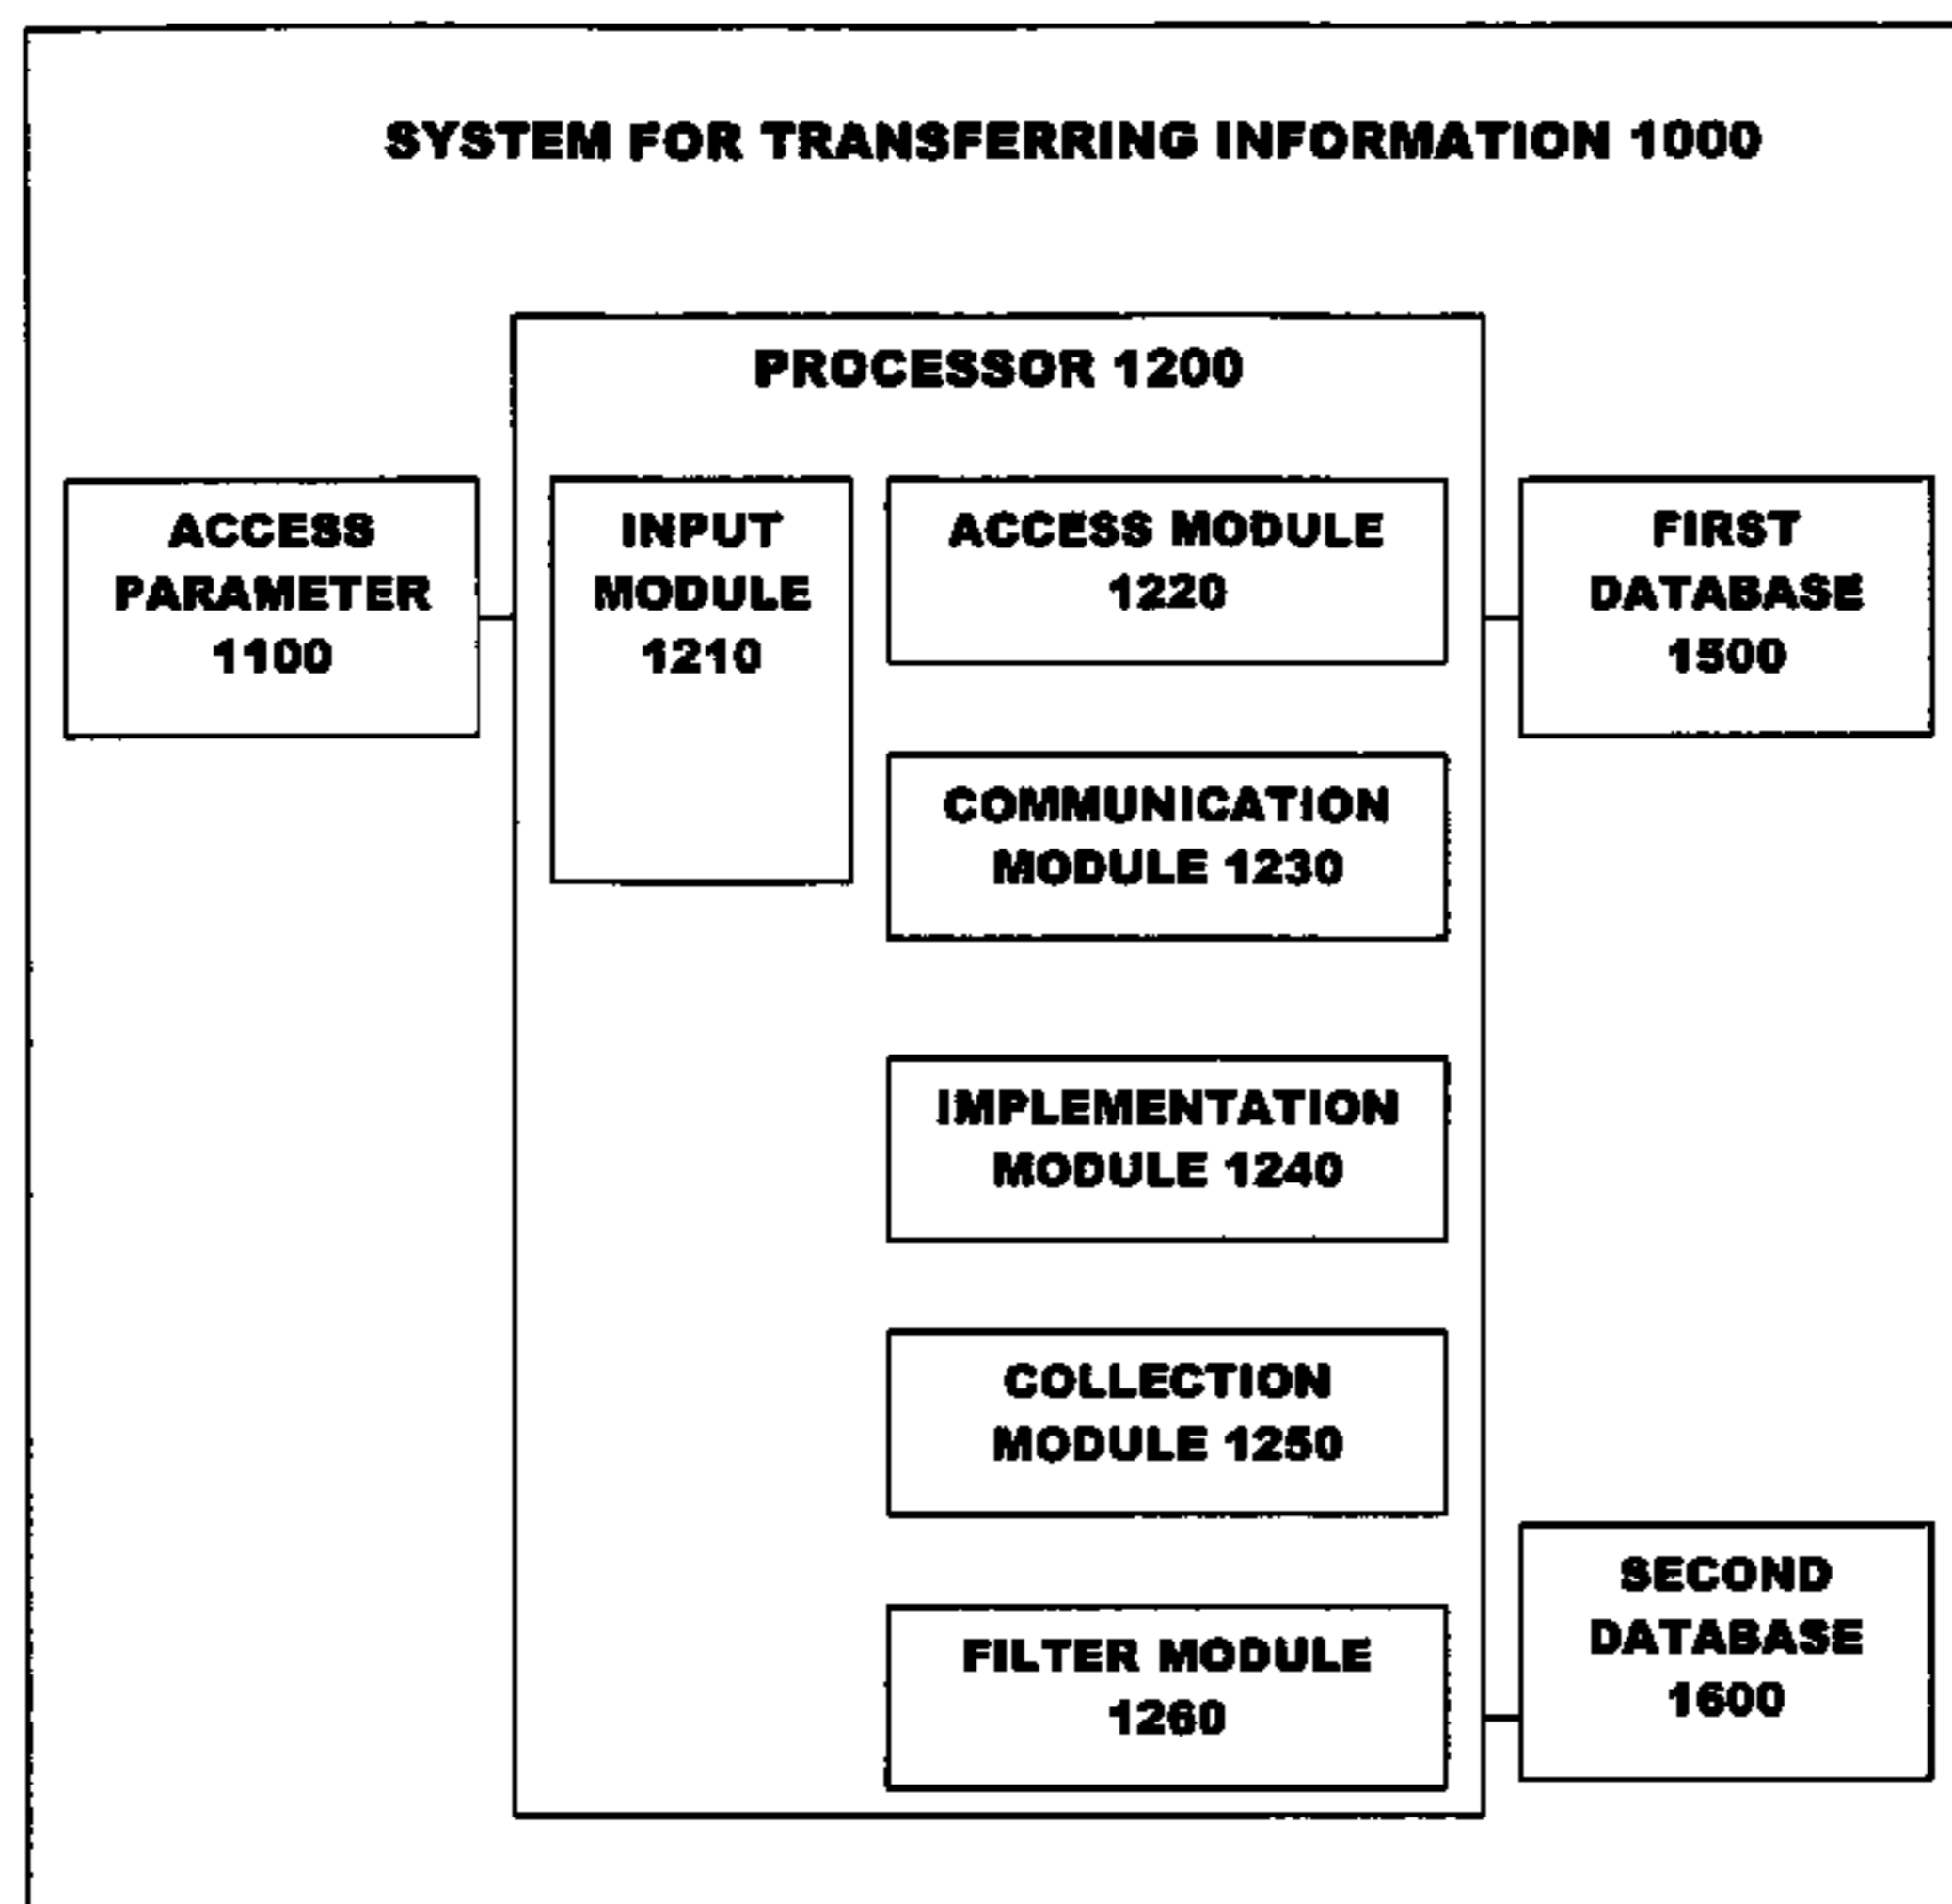 SYSTEM FOR TRANSFERRING INFORMATION 1000
PROCESSOR 1200
ACCESS
PARAMETER
1100
INPUT
MODULE
1210
ACCESS MODULE
1220
FIRST
DATABASE
1500
COMMUNICATION
MODULE 1230
IMPLEMENTATION
MODULE 1240
COLLECTION
MODULE 1250
FILTER MODULE
1260
SECOND
DATABASE
1600